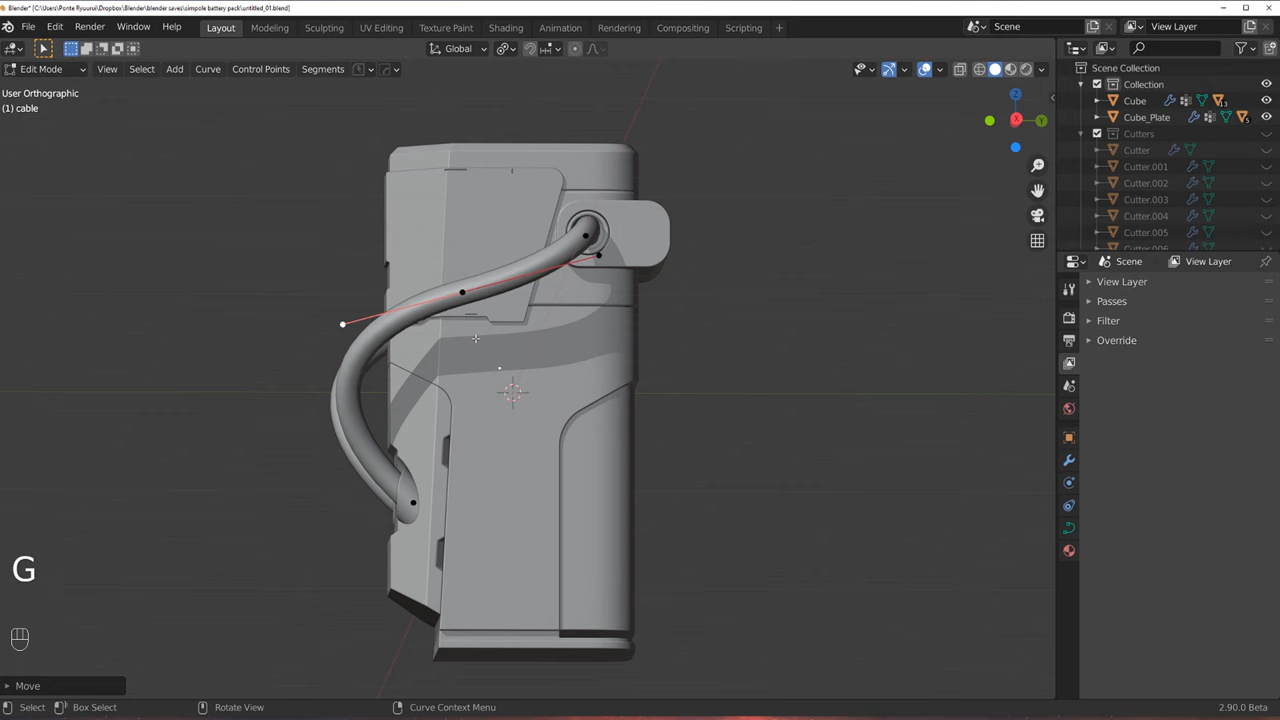 Blender* [C:\Users\Ponte Ryuurui\Dropbox\Blender\blender saves\simpole battery pack\untitled_01.blend]
File Edit Render Window Help Layout Modeling Sculpting UV Editing Texture Paint Shading Animation Rendering Compositing Scripting + Scene View Layer
Global
Edit Mode View Select Add Curve Control Points Segments
User Orthographic
(1) cable
Scene Collection
Collection
Cube 13
Cube_Plate 5
Cutters
Cutter
Cutter.001
Cutter.002
Cutter.003
Cutter.004
Cutter.005
Cutter.006
Scene View Layer
View Layer
Passes
Filter
Override
Z
X
Y
G
Move
Select Box Select Rotate View Curve Context Menu 2.90.0 Beta